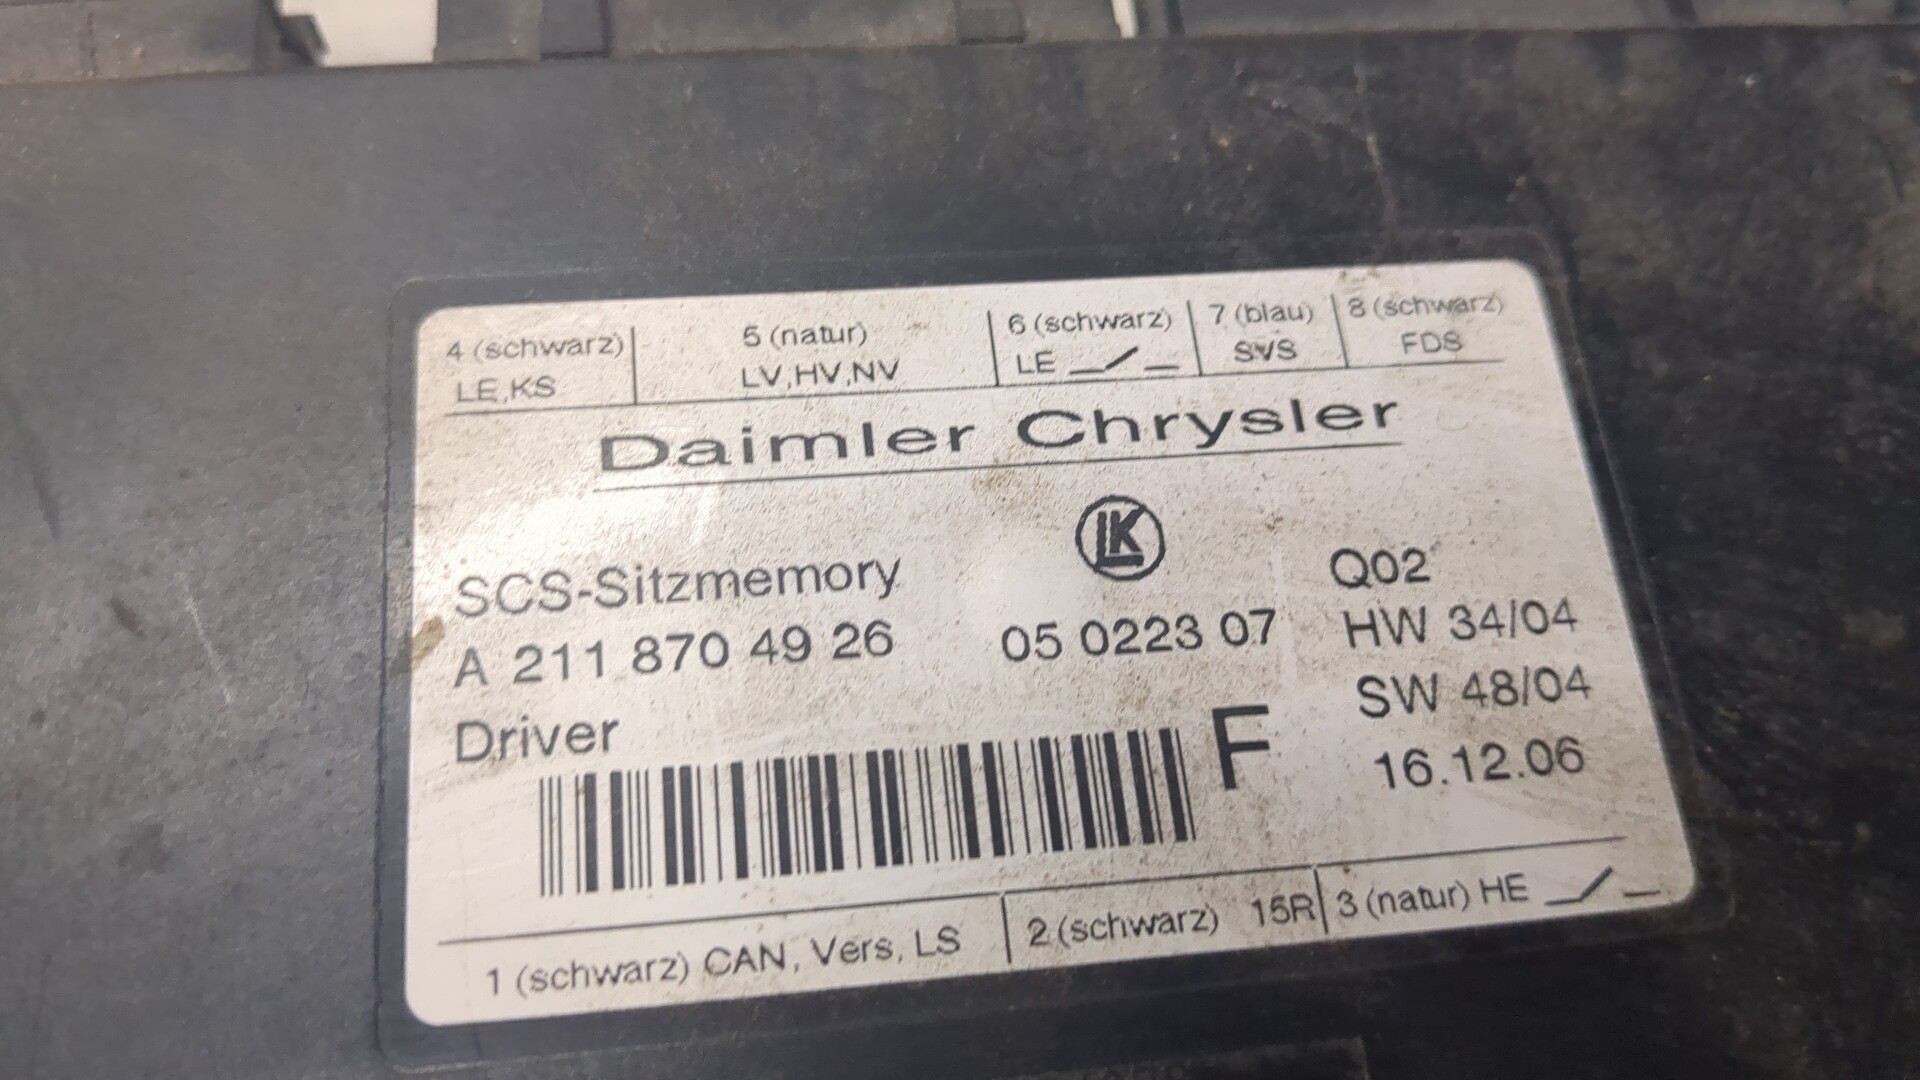 4 (schwarz) 5 (natur) 6 (schwarz) 7 (blau) 8 (schwarz)
LE,KS LV,HV,NV LE SVS FDS
Daimler Chrysler
LK
SCS-Sitzmemory Q02
A 211 870 49 26 05 0223 07 HW 34/04
Driver F SW 48/04
16.12.06
1 (schwarz) CAN, Vers, LS 2 (schwarz) 15R 3 (natur) HE